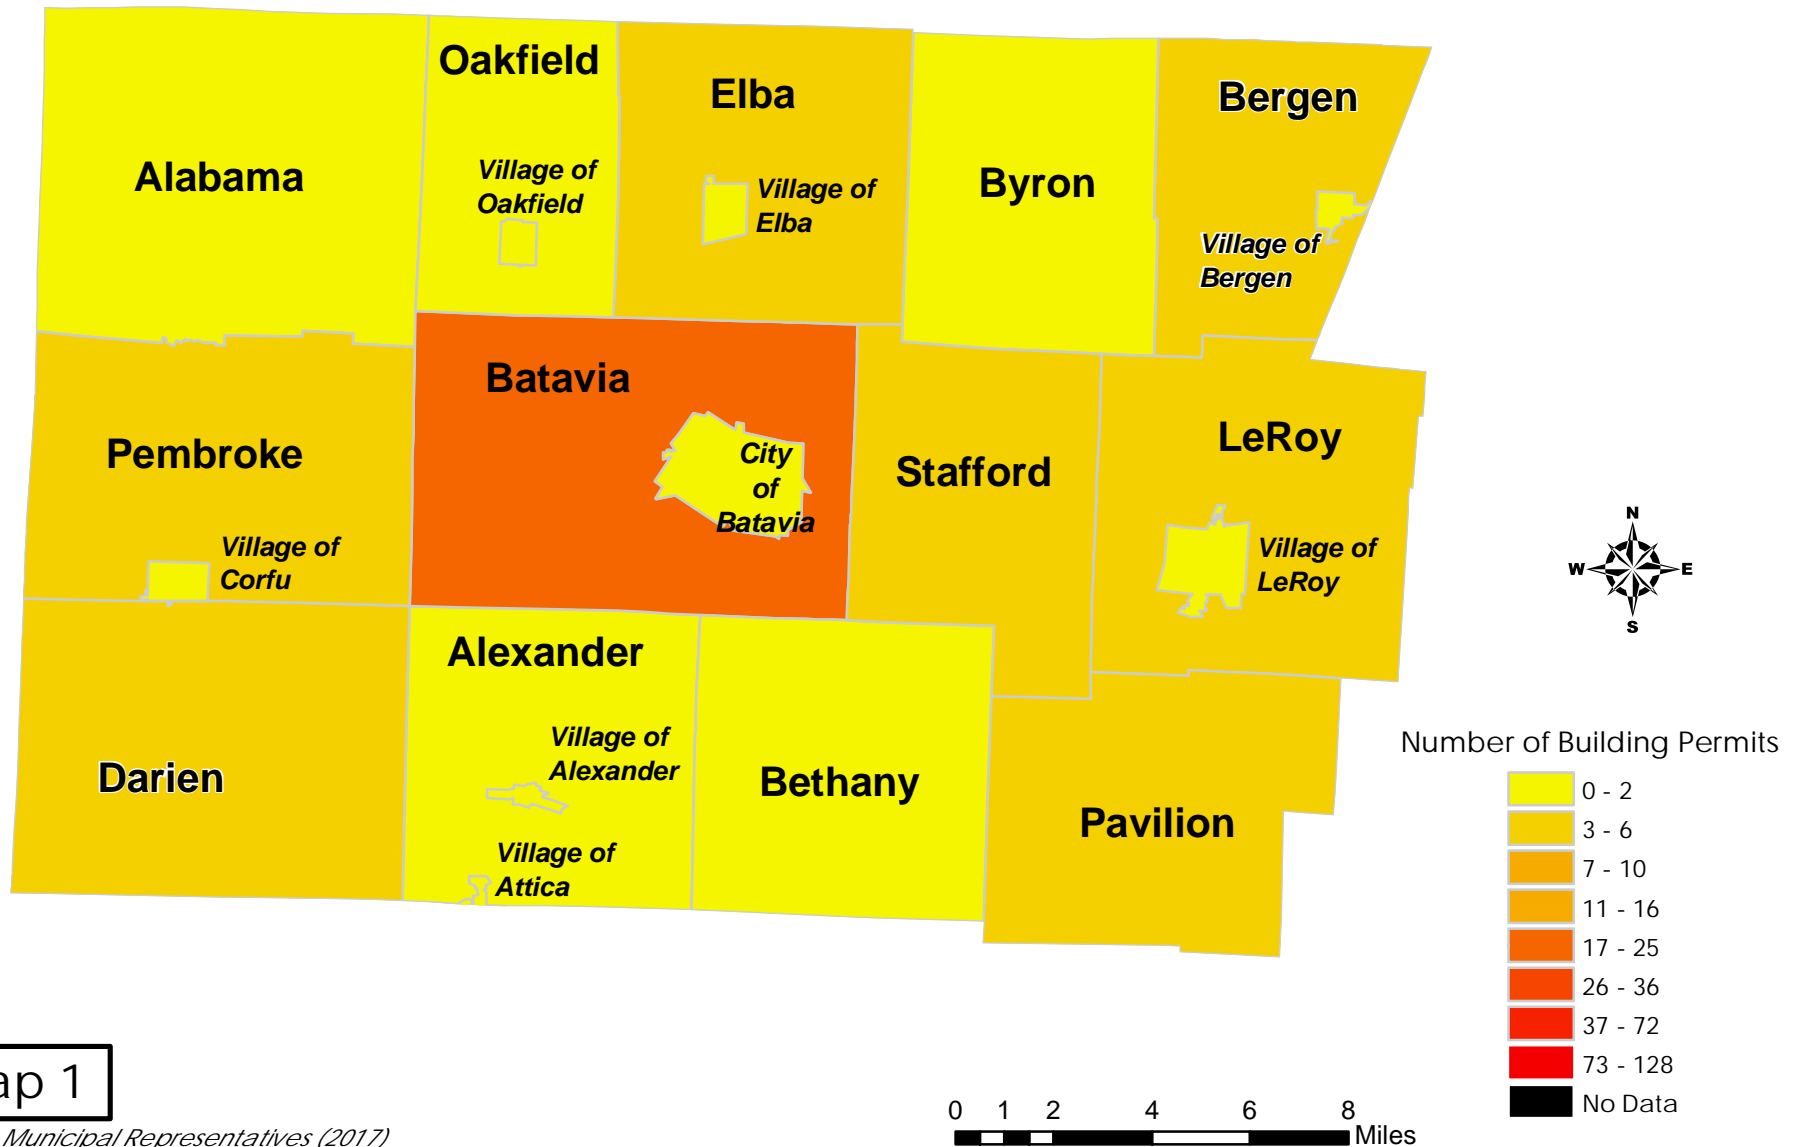 Oakfield
Elba
Bergen
Alabama
Village of
Oakfield
Village of
Elba
Byron
Village of
Bergen
Batavia
Pembroke
City
of
Batavia
Stafford
LeRoy
Village of
Corfu
Village of
LeRoy
N
W
E
S
Alexander
Village of
Alexander
Darien
Bethany
Pavilion
Village of
Attica
Number of Building Permits
0 - 2
3 - 6
7 - 10
11 - 16
17 - 25
26 - 36
37 - 72
73 - 128
No Data
ap 1
Municipal Representatives (2017)
0 1 2 4 6 8
Miles